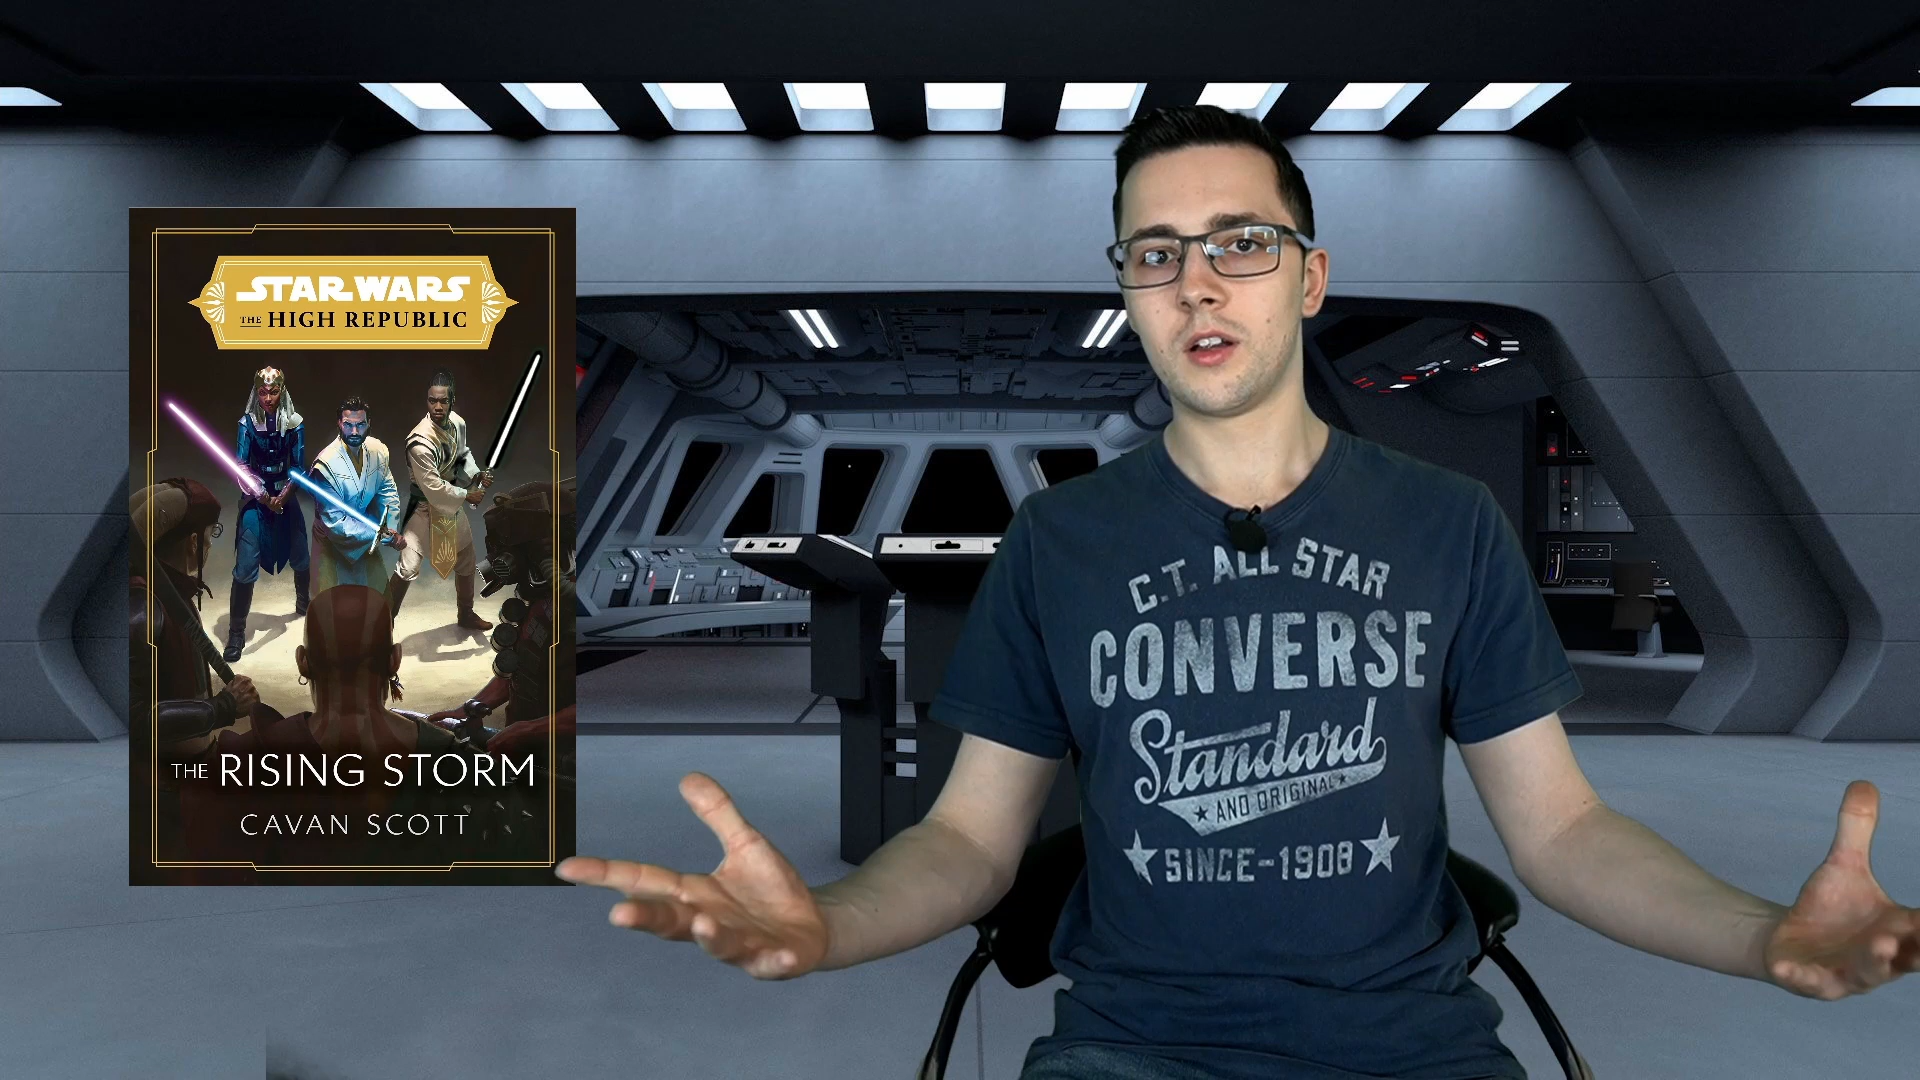 STAR WARS
THE HIGH REPUBLIC
THE RISING STORM
CAVAN SCOTT
C.T. ALL STAR
CONVERSE
Standard
AND ORIGINAL
SINCE-1908